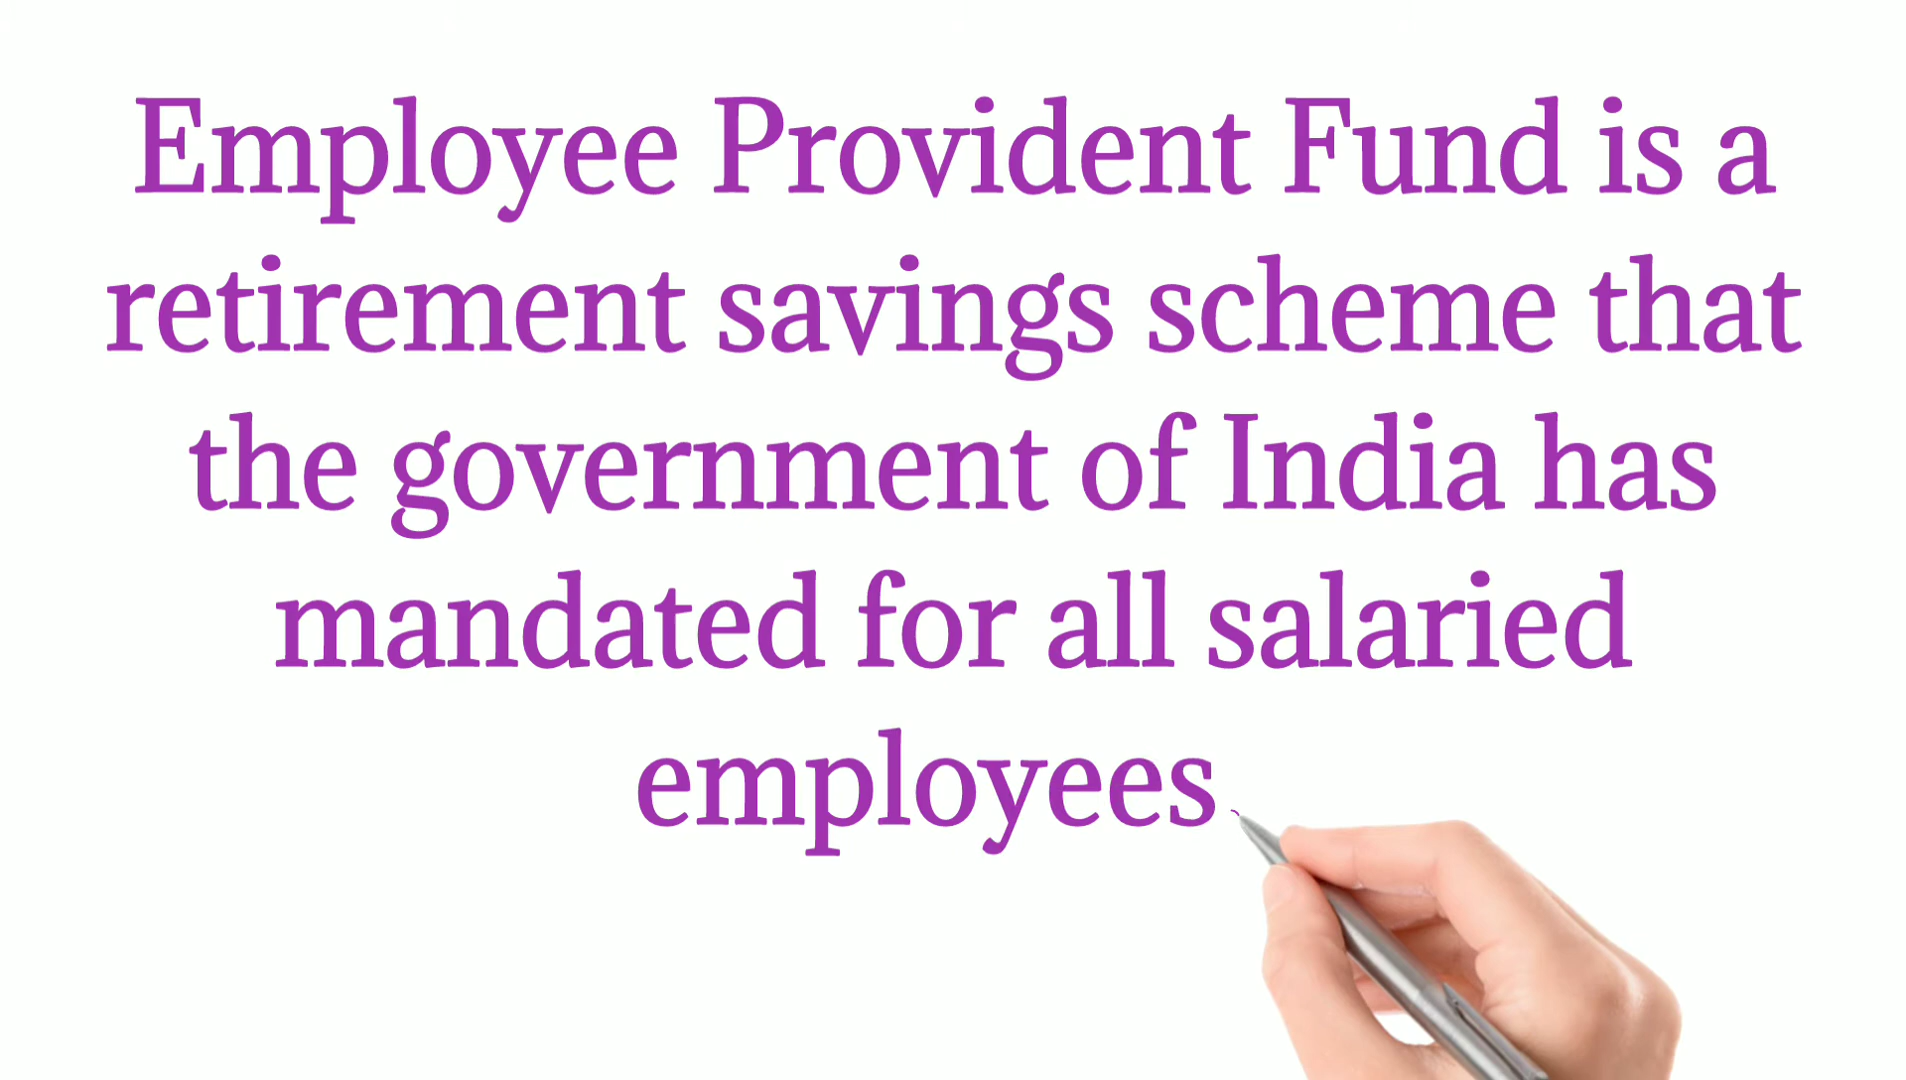 Employee Provident Fund is a
retirement savings scheme that
the government of India has
mandated for all salaried
employees